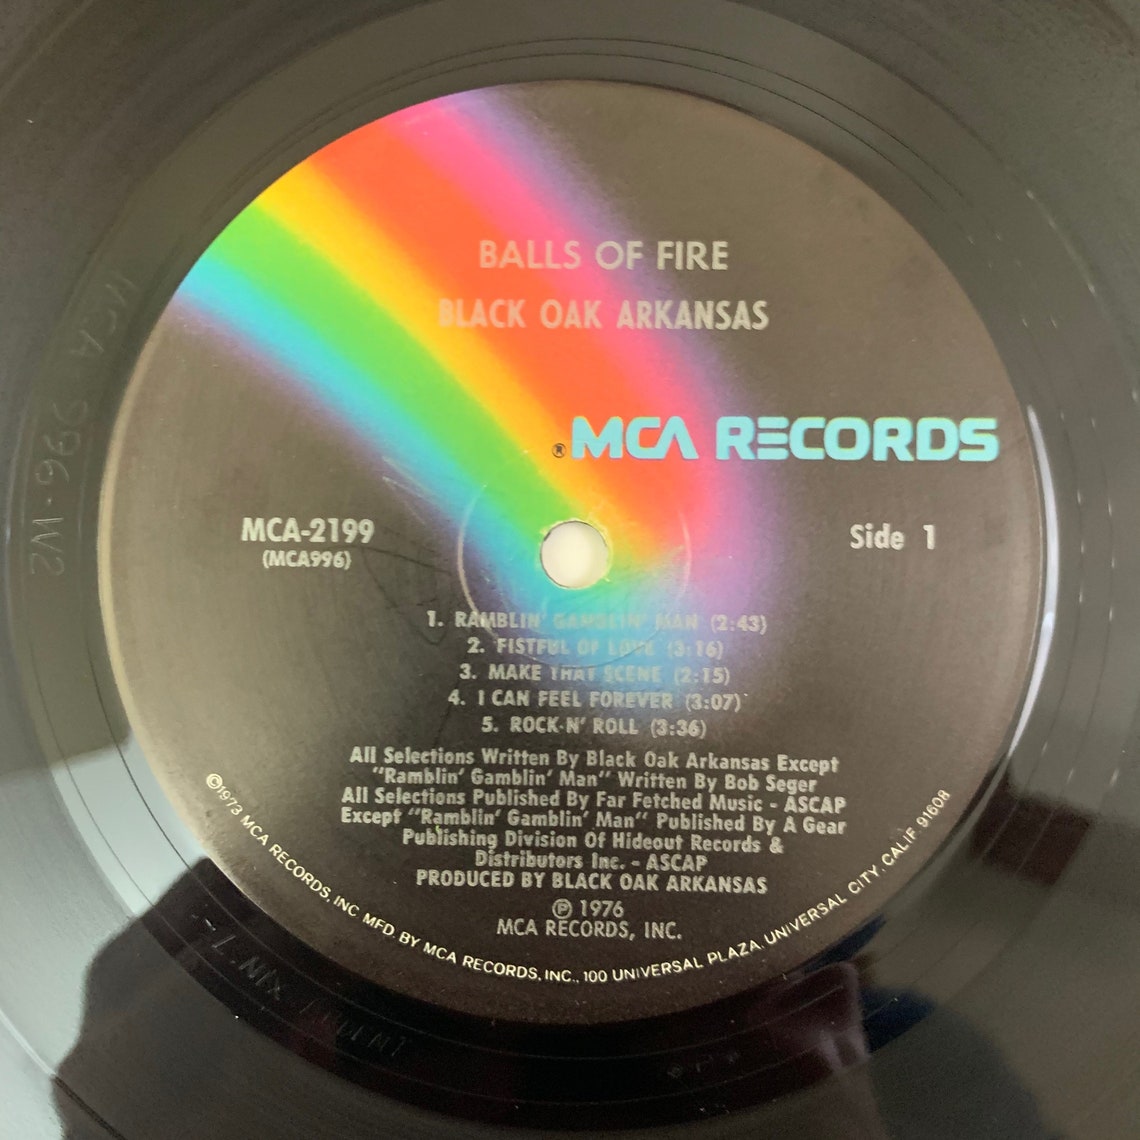 BALLS OF FIRE
BLACK OAK ARKANSAS
® MCA RECORDS
MCA-2199
(MCA996)
Side 1
1. RAMBLIN' GAMBLIN' MAN (2:43)
2. FISTFUL OF LOVE (3:16)
3. MAKE THAT SCENE (2:15)
4. I CAN FEEL FOREVER (3:07)
5. ROCK-N' ROLL (3:36)
All Selections Written By Black Oak Arkansas Except
"Ramblin' Gamblin' Man" Written By Bob Seger
All Selections Published By Far Fetched Music - ASCAP
Except "Ramblin' Gamblin' Man" Published By A Gear
Publishing Division Of Hideout Records &
Distributors Inc. - ASCAP
PRODUCED BY BLACK OAK ARKANSAS
℗ 1976
MCA RECORDS, INC.
©1973 MCA RECORDS, INC MFD. BY MCA RECORDS, INC., 100 UNIVERSAL PLAZA, UNIVERSAL CITY, CALIF. 91608
MCA 996-W2